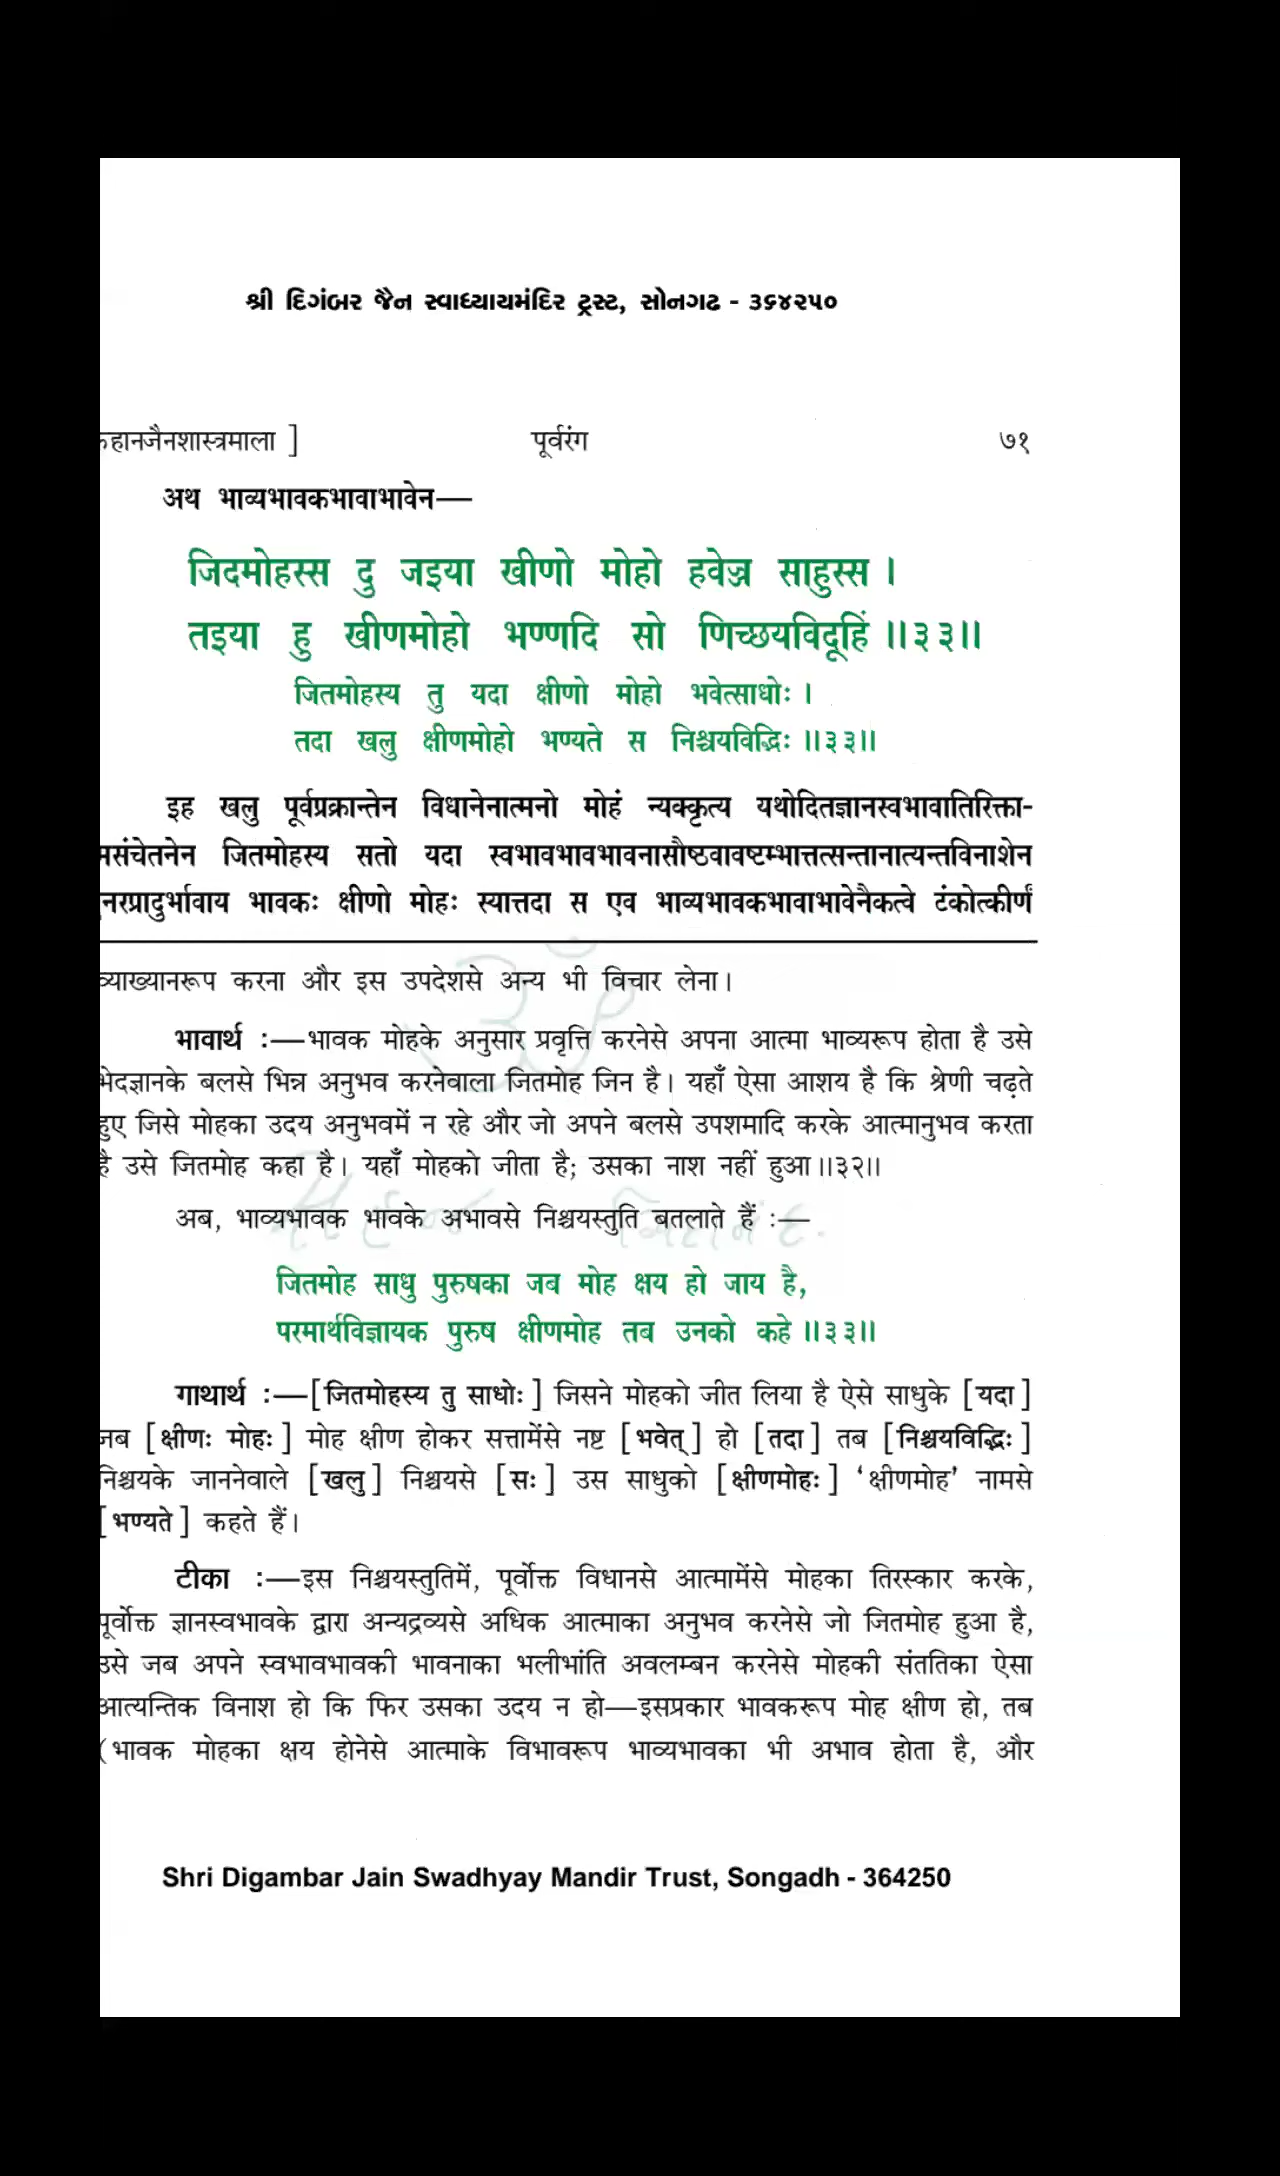 શ્રી દિગંબર જૈન સ્વાધ્યાયમંદિર ટ્રસ્ટ, સોનગઢ - ૩૬૪૨૫૦
कहानजैनशास्त्रमाला ] पूर्वरंग ७१
अथ भाव्यभावकभावाभावेन—
जिदमोहस्स दु जइया खीणो मोहो हवेज्ज साहुस्स ।
तइया हु खीणमोहो भण्णदि सो णिच्छयविदूहिं ॥३३॥
जितमोहस्य तु यदा क्षीणो मोहो भवेत्साधोः ।
तदा खलु क्षीणमोहो भण्यते स निश्चयविद्भिः ॥३३॥
इह खलु पूर्वप्रक्रान्तेन विधानेनात्मनो मोहं न्यक्कृत्य यथोदितज्ञानस्वभावातिरिक्ता-
मसंचेतनेन जितमोहस्य सतो यदा स्वभावभावभावनासौष्ठवावष्टम्भात्तत्सन्तानात्यन्तविनाशेन
नरप्रादुर्भावाय भावकः क्षीणो मोहः स्यात्तदा स एव भाव्यभावकभावाभावेनैकत्वे टंकोत्कीर्णं
व्याख्यानरूप करना और इस उपदेशसे अन्य भी विचार लेना।
भावार्थ :—भावक मोहके अनुसार प्रवृत्ति करनेसे अपना आत्मा भाव्यरूप होता है उसे
भेदज्ञानके बलसे भिन्न अनुभव करनेवाला जितमोह जिन है। यहाँ ऐसा आशय है कि श्रेणी चढ़ते
हुए जिसे मोहका उदय अनुभवमें न रहे और जो अपने बलसे उपशमादि करके आत्मानुभव करता
है उसे जितमोह कहा है। यहाँ मोहको जीता है; उसका नाश नहीं हुआ॥३२॥
अब, भाव्यभावक भावके अभावसे निश्चयस्तुति बतलाते हैं :—
जितमोह साधु पुरुषका जब मोह क्षय हो जाय है,
परमार्थविज्ञायक पुरुष क्षीणमोह तब उनको कहे ॥३३॥
गाथार्थ :—[जितमोहस्य तु साधोः] जिसने मोहको जीत लिया है ऐसे साधुके [यदा]
जब [क्षीणः मोहः] मोह क्षीण होकर सत्तामेंसे नष्ट [भवेत्] हो [तदा] तब [निश्चयविद्भिः]
निश्चयके जाननेवाले [खलु] निश्चयसे [सः] उस साधुको [क्षीणमोहः] ‘क्षीणमोह’ नामसे
[भण्यते] कहते हैं।
टीका :—इस निश्चयस्तुतिमें, पूर्वोक्त विधानसे आत्मामेंसे मोहका तिरस्कार करके,
पूर्वोक्त ज्ञानस्वभावके द्वारा अन्यद्रव्यसे अधिक आत्माका अनुभव करनेसे जो जितमोह हुआ है,
उसे जब अपने स्वभावभावकी भावनाका भलीभांति अवलम्बन करनेसे मोहकी संततिका ऐसा
आत्यन्तिक विनाश हो कि फिर उसका उदय न हो—इसप्रकार भावकरूप मोह क्षीण हो, तब
(भावक मोहका क्षय होनेसे आत्माके विभावरूप भाव्यभावका भी अभाव होता है, और
Shri Digambar Jain Swadhyay Mandir Trust, Songadh - 364250